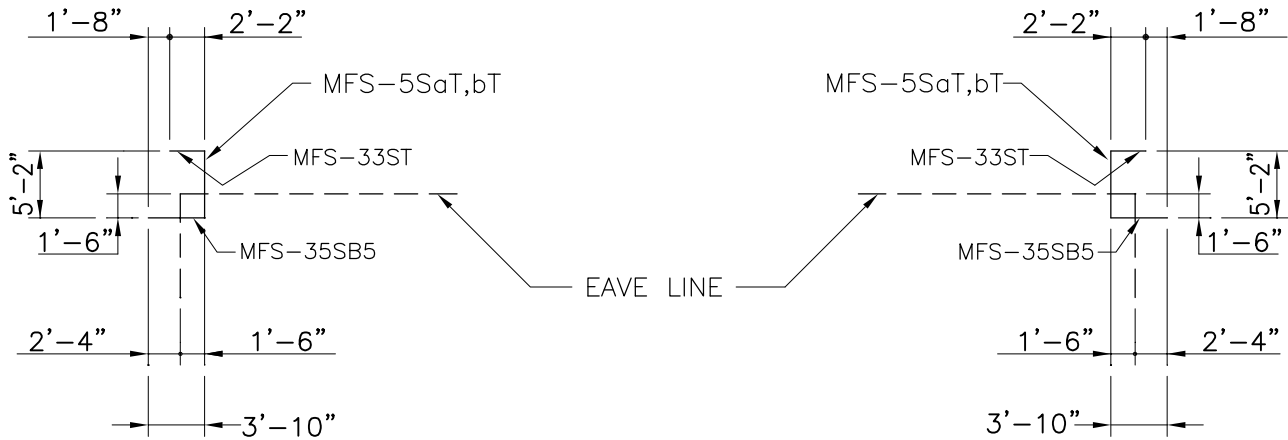 1'-8" 2'-2" 2'-2" 1'-8"
MFS-5SaT,bT MFS-5SaT,bT
MFS-33ST MFS-33ST
5'-2" 5'-2"
1'-6" 1'-6"
MFS-35SB5 MFS-35SB5
EAVE LINE
2'-4" 1'-6" 1'-6" 2'-4"
3'-10" 3'-10"